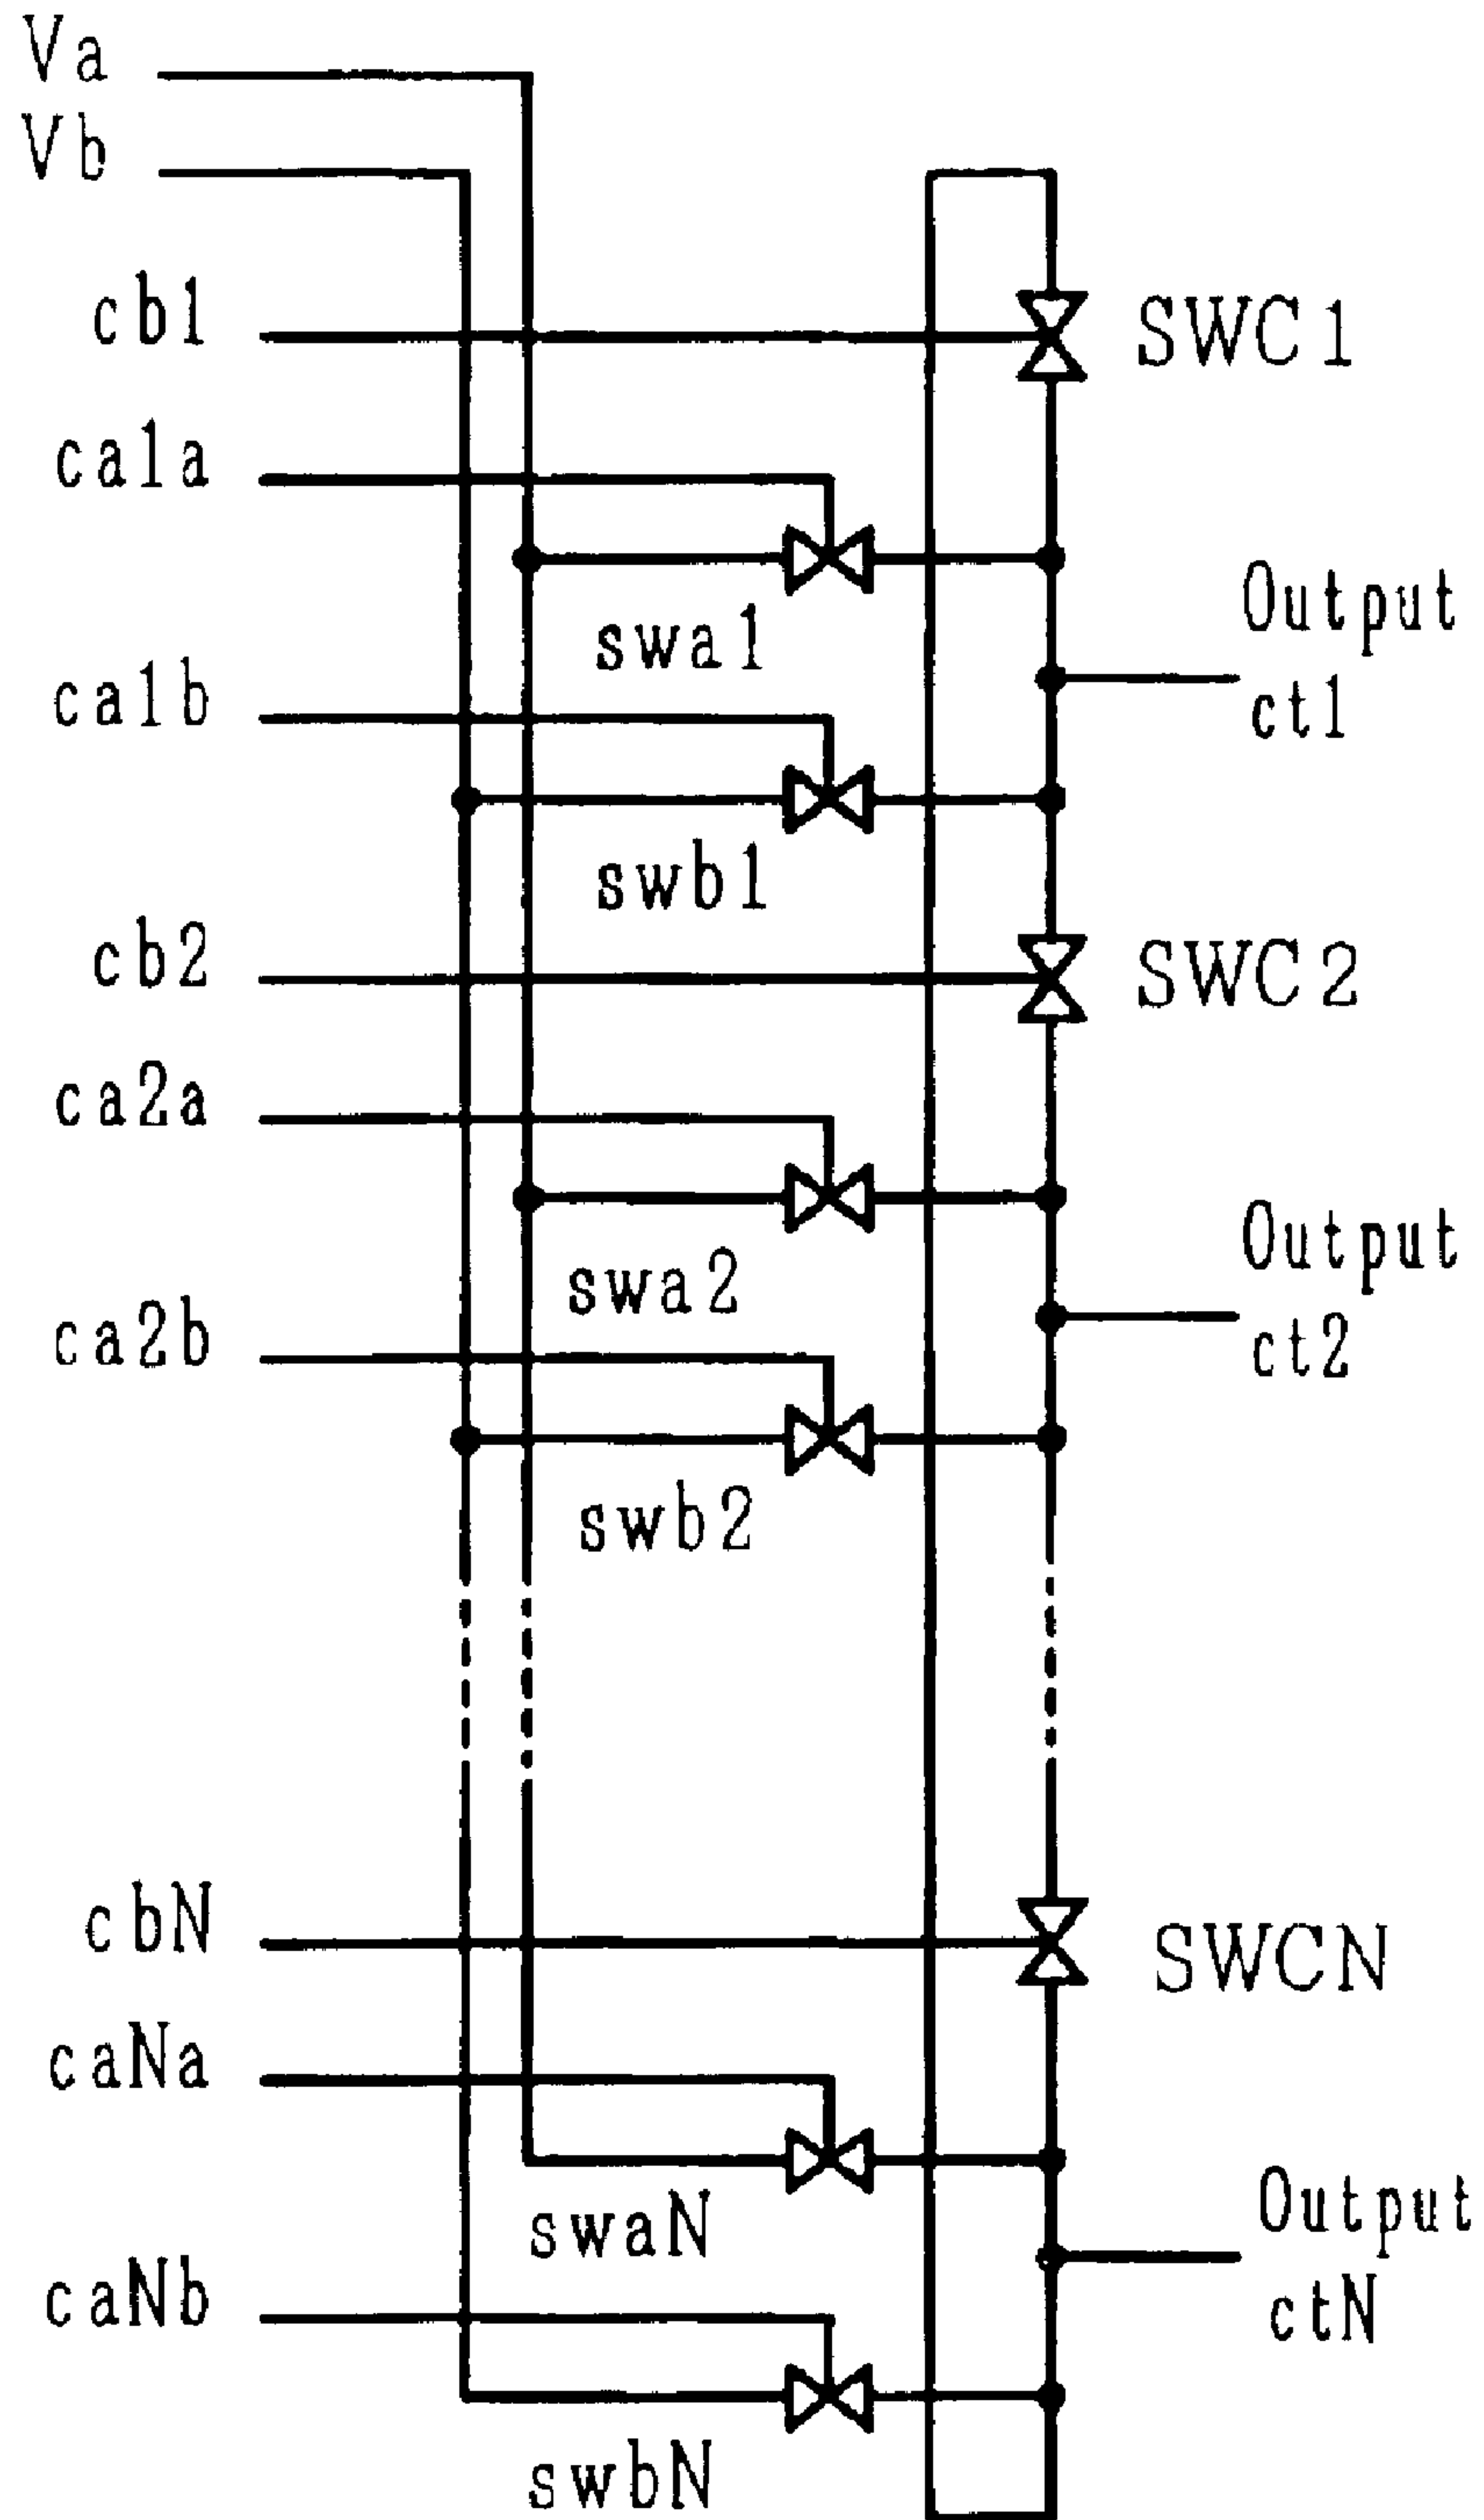 Va
Vb
cb1
SWC1
ca1a
swa1
Output
ct1
ca1b
swb1
cb2
SWC2
ca2a
swa2
Output
ct2
ca2b
swb2
cbN
SWCN
caNa
swaN
Output
ctN
caNb
swbN